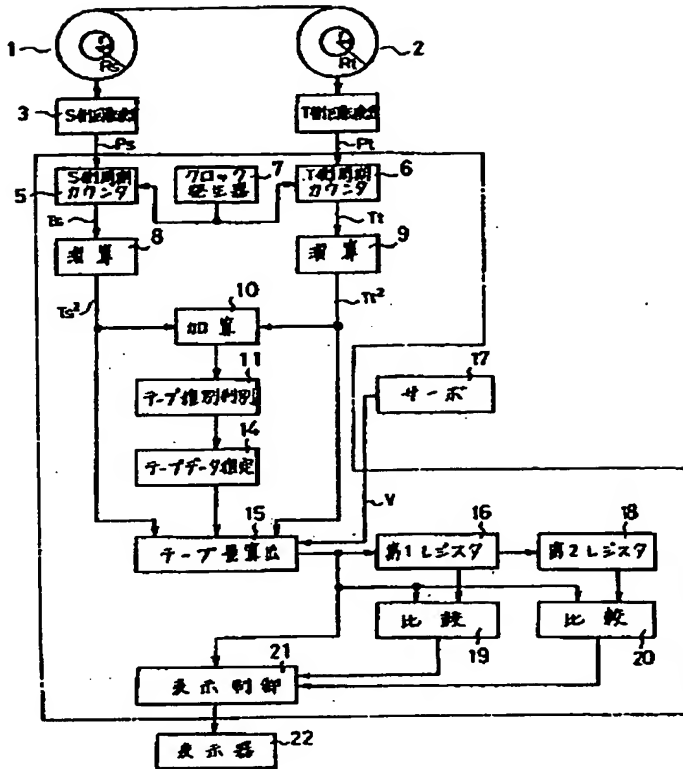 1
2
Rs
Rt
3
S側回転検出
T側回転検出
Ps
Pt
5
S側周期カウンタ
7
クロック発生器
6
T側周期カウンタ
Ts
Tt
8
9
Ts²
Tt²
10
加算
11
テープ種別判別
14
テープデータ推定
17
サーボ
V
15
テープ量算出
16
第1レジスタ
18
第2レジスタ
比較
19
比較
20
21
表示制御
表示器
22